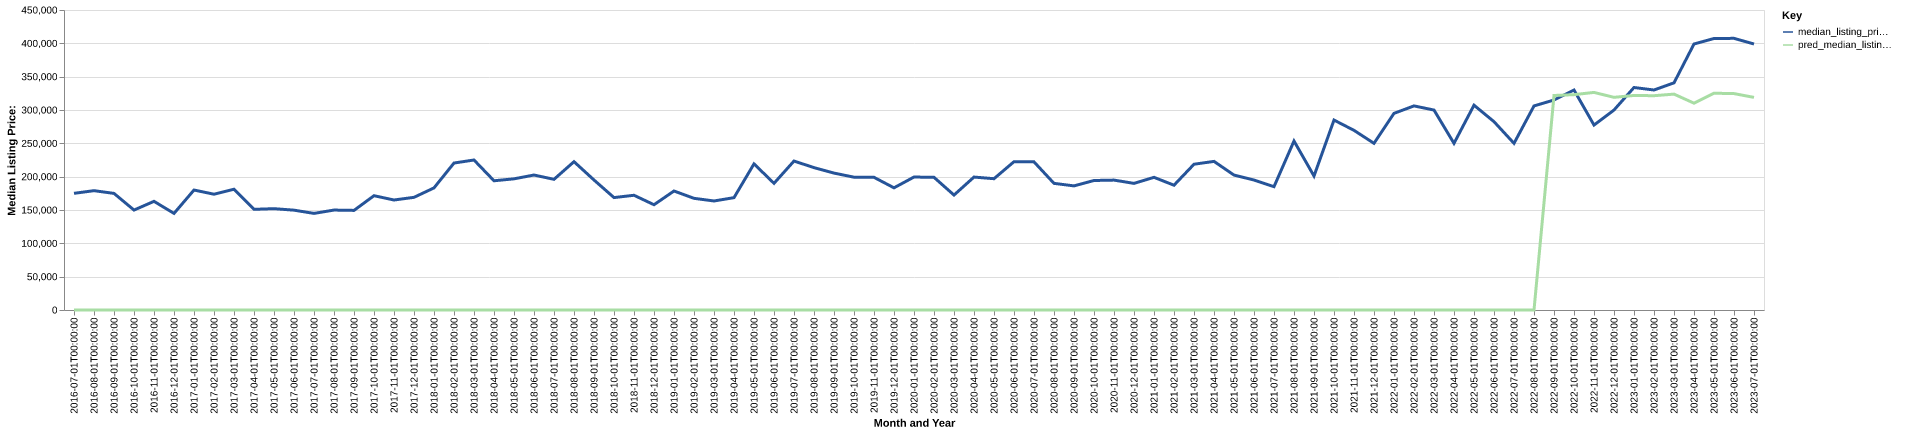 450,000
400,000
350,000
300,000
250,000
200,000
150,000
100,000
50,000
0
Median Listing Price:
2016-07-01T00:00:00
2016-08-01T00:00:00
2016-09-01T00:00:00
2016-10-01T00:00:00
2016-11-01T00:00:00
2016-12-01T00:00:00
2017-01-01T00:00:00
2017-02-01T00:00:00
2017-03-01T00:00:00
2017-04-01T00:00:00
2017-05-01T00:00:00
2017-06-01T00:00:00
2017-07-01T00:00:00
2017-08-01T00:00:00
2017-09-01T00:00:00
2017-10-01T00:00:00
2017-11-01T00:00:00
2017-12-01T00:00:00
2018-01-01T00:00:00
2018-02-01T00:00:00
2018-03-01T00:00:00
2018-04-01T00:00:00
2018-05-01T00:00:00
2018-06-01T00:00:00
2018-07-01T00:00:00
2018-08-01T00:00:00
2018-09-01T00:00:00
2018-10-01T00:00:00
2018-11-01T00:00:00
2018-12-01T00:00:00
2019-01-01T00:00:00
2019-02-01T00:00:00
2019-03-01T00:00:00
2019-04-01T00:00:00
2019-05-01T00:00:00
2019-06-01T00:00:00
2019-07-01T00:00:00
2019-08-01T00:00:00
2019-09-01T00:00:00
2019-10-01T00:00:00
2019-11-01T00:00:00
2019-12-01T00:00:00
2020-01-01T00:00:00
2020-02-01T00:00:00
2020-03-01T00:00:00
2020-04-01T00:00:00
2020-05-01T00:00:00
2020-06-01T00:00:00
2020-07-01T00:00:00
2020-08-01T00:00:00
2020-09-01T00:00:00
2020-10-01T00:00:00
2020-11-01T00:00:00
2020-12-01T00:00:00
2021-01-01T00:00:00
2021-02-01T00:00:00
2021-03-01T00:00:00
2021-04-01T00:00:00
2021-05-01T00:00:00
2021-06-01T00:00:00
2021-07-01T00:00:00
2021-08-01T00:00:00
2021-09-01T00:00:00
2021-10-01T00:00:00
2021-11-01T00:00:00
2021-12-01T00:00:00
2022-01-01T00:00:00
2022-02-01T00:00:00
2022-03-01T00:00:00
2022-04-01T00:00:00
2022-05-01T00:00:00
2022-06-01T00:00:00
2022-07-01T00:00:00
2022-08-01T00:00:00
2022-09-01T00:00:00
2022-10-01T00:00:00
2022-11-01T00:00:00
2022-12-01T00:00:00
2023-01-01T00:00:00
2023-02-01T00:00:00
2023-03-01T00:00:00
2023-04-01T00:00:00
2023-05-01T00:00:00
2023-06-01T00:00:00
2023-07-01T00:00:00
Month and Year
Key
median_listing_pri…
pred_median_listin…